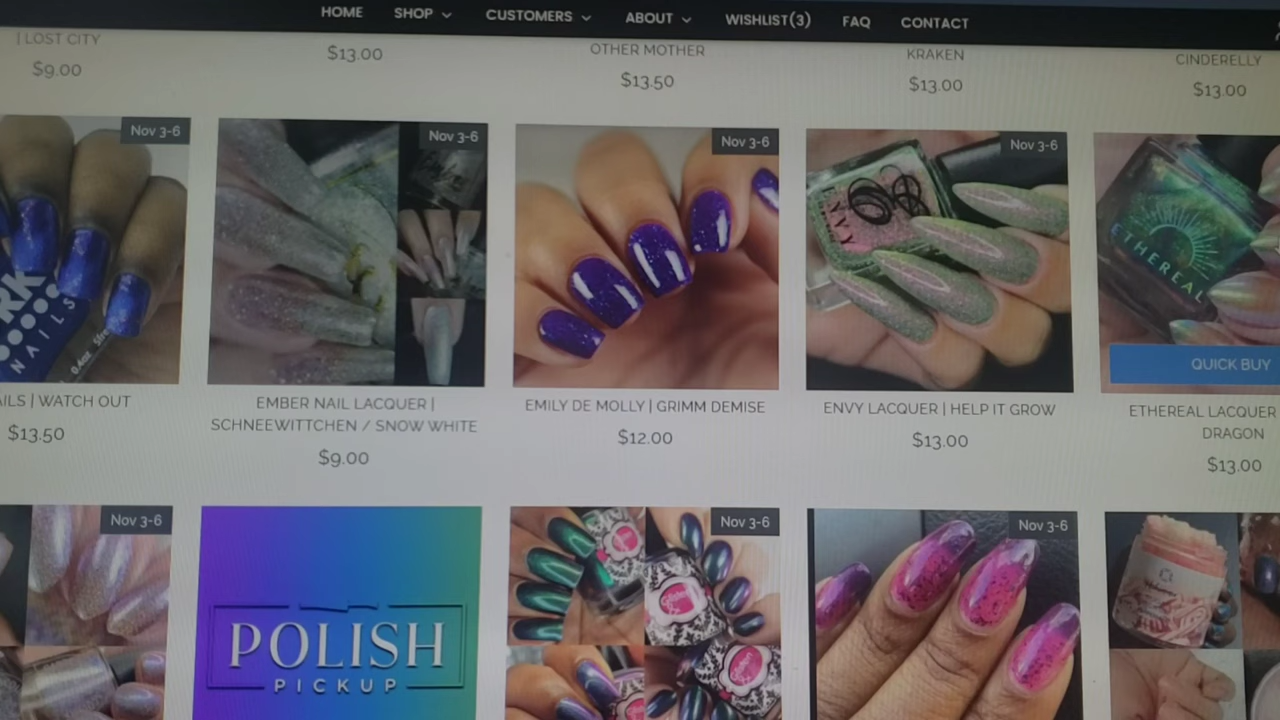 HOME SHOP CUSTOMERS ABOUT WISHLIST(3) FAQ CONTACT
| LOST CITY
$9.00
$13.00
OTHER MOTHER
$13.50
KRAKEN
$13.00
CINDERELLY
$13.00
Nov 3-6
Nov 3-6
Nov 3-6
Nov 3-6
RK
NAILS
0.4oz
YYY
ETHEREAL
QUICK BUY
AILS | WATCH OUT
$13.50
EMBER NAIL LACQUER |
SCHNEEWITTCHEN / SNOW WHITE
$9.00
EMILY DE MOLLY | GRIMM DEMISE
$12.00
ENVY LACQUER | HELP IT GROW
$13.00
ETHEREAL LACQUER
DRAGON
$13.00
Nov 3-6
Nov 3-6
Nov 3-6
POLISH
PICKUP